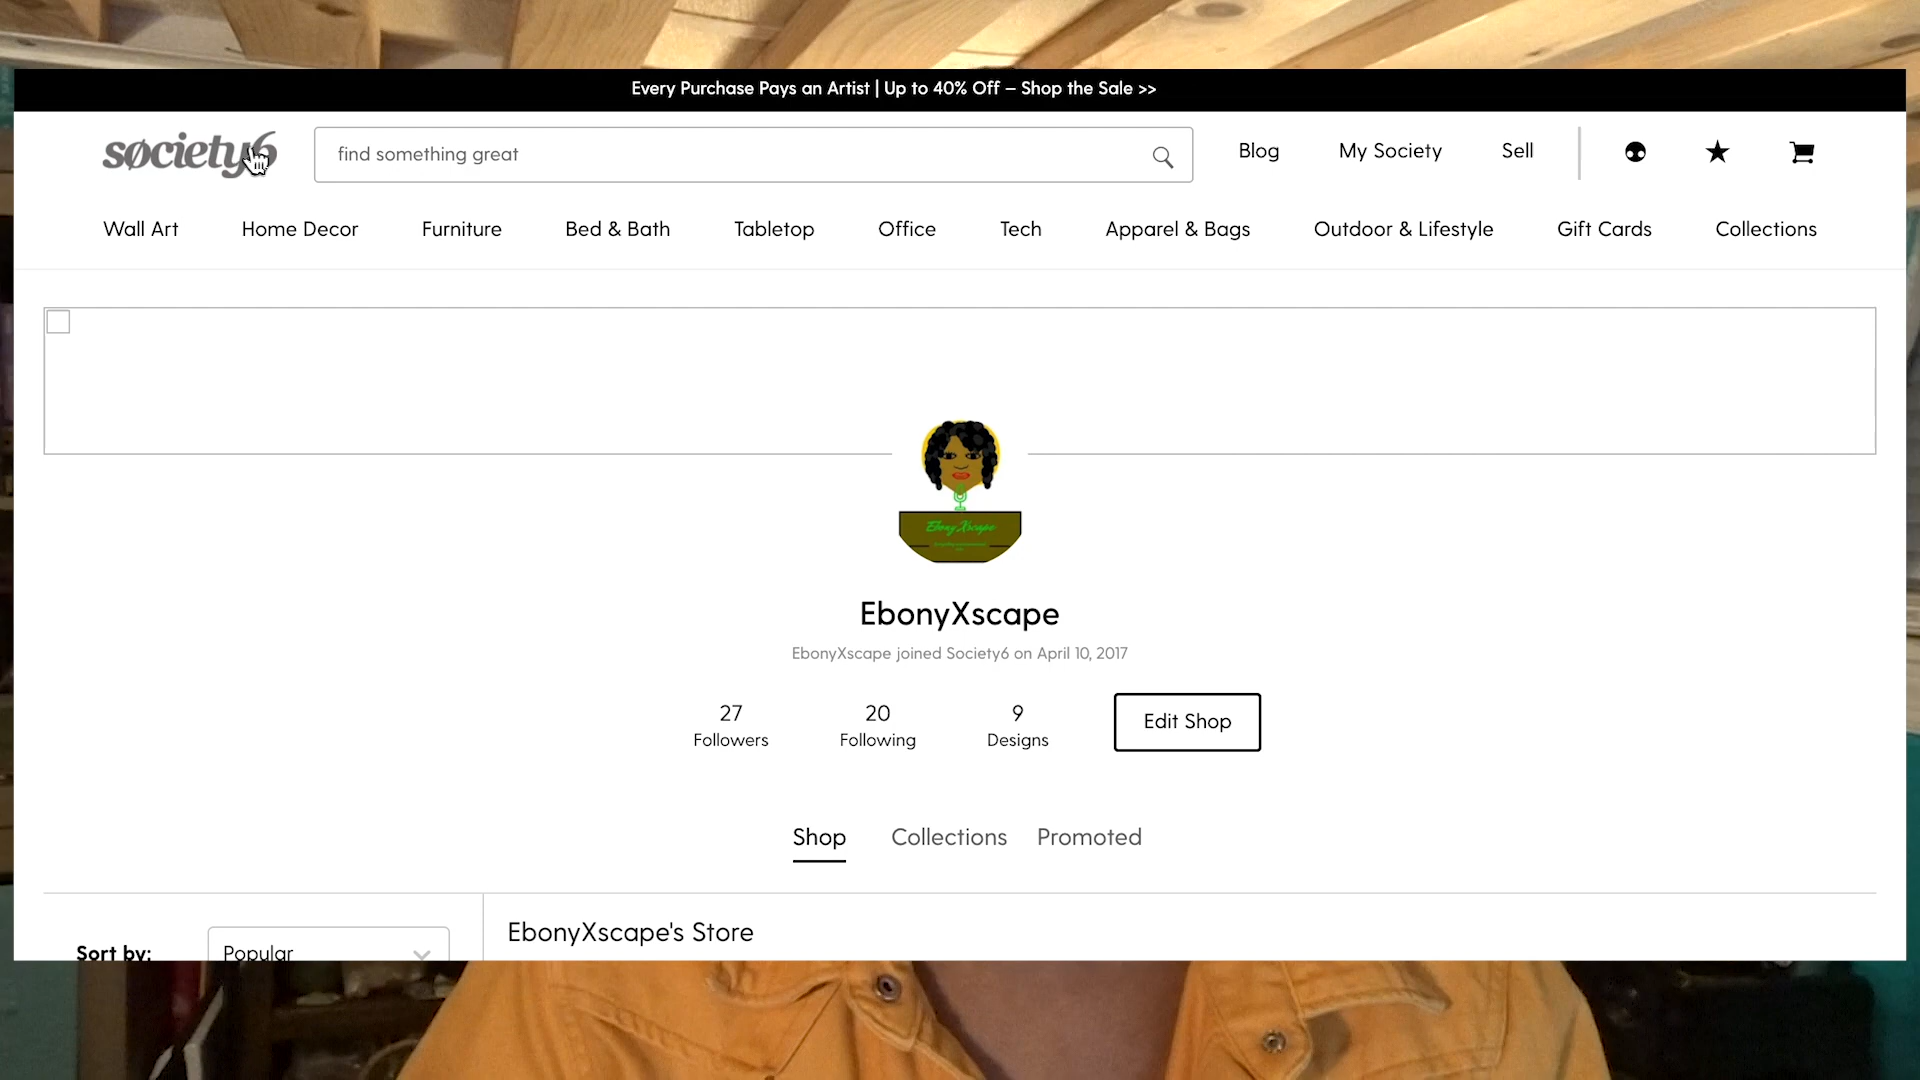 Every Purchase Pays an Artist | Up to 40% Off – Shop the Sale >>
søciety6
find something great
Blog
My Society
Sell
Wall Art
Home Decor
Furniture
Bed & Bath
Tabletop
Office
Tech
Apparel & Bags
Outdoor & Lifestyle
Gift Cards
Collections
Ebony Xscape
EbonyXscape
EbonyXscape joined Society6 on April 10, 2017
27
Followers
20
Following
9
Designs
Edit Shop
Shop
Collections
Promoted
Sort by:
Popular
EbonyXscape's Store